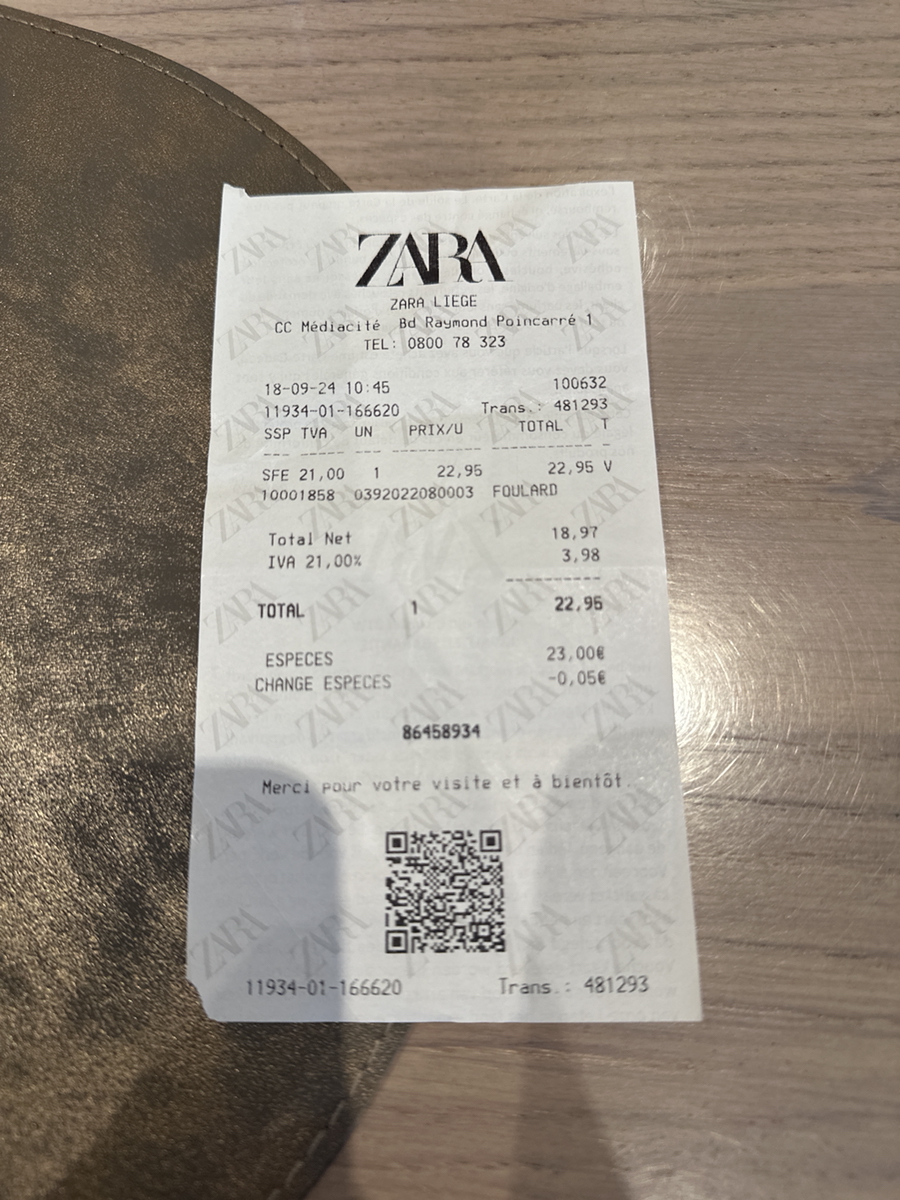 ZARA
ZARA LIEGE
CC Médiacité Bd Raymond Poincarré 1
TEL: 0800 78 323
18-09-24 10:45 100632
11934-01-166620 Trans.: 481293
SSP TVA UN PRIX/U TOTAL T
--- ----- --- -------- ---------- -
SFE 21,00 1 22,95 22,95 V
10001858 0392022080003 FOULARD
Total Net 18,97
IVA 21,00% 3,98
----------
TOTAL 1 22,95
ESPECES 23,00€
CHANGE ESPECES -0,05€
86458934
Merci pour votre visite et à bientôt.
11934-01-166620 Trans.: 481293